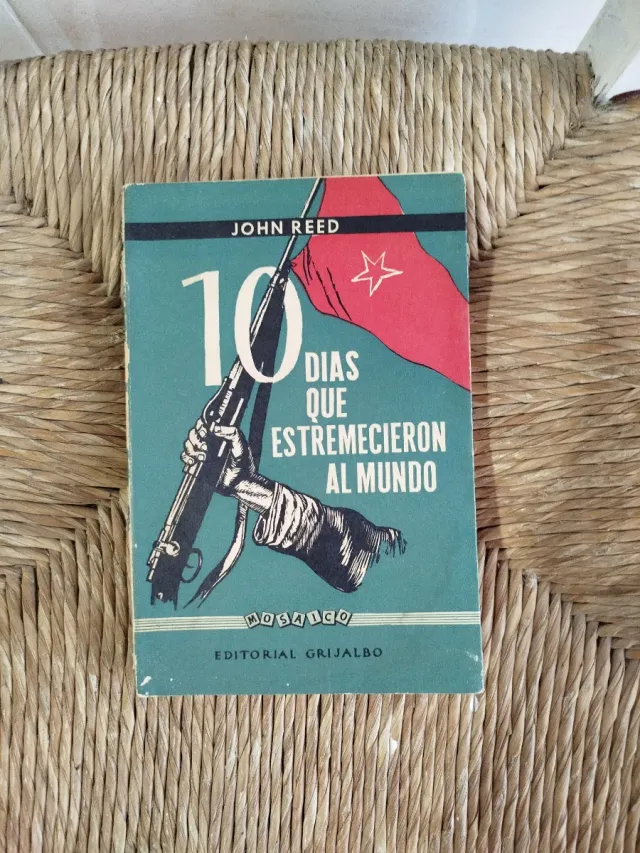 JOHN REED
10
DIAS
QUE
ESTREMECIERON
AL MUNDO
MOSAICO
EDITORIAL GRIJALBO